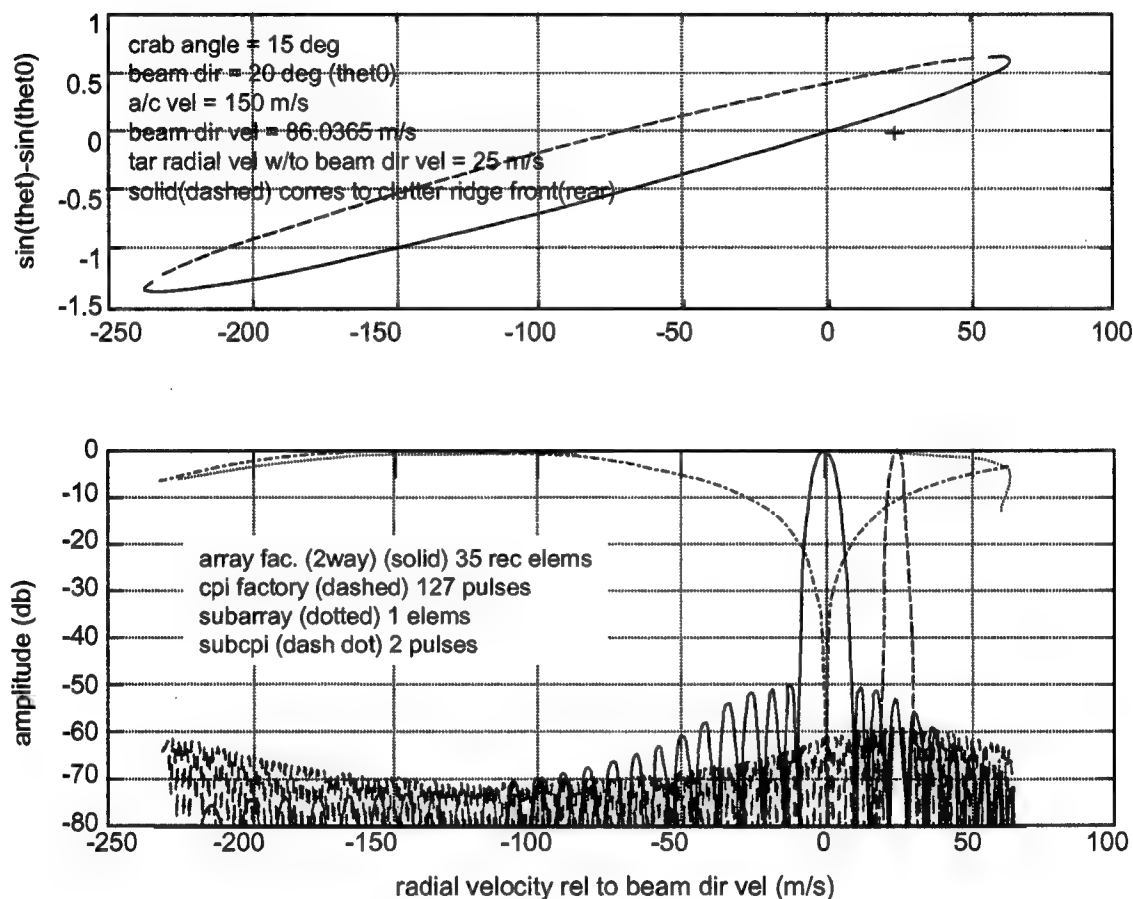 1
0.5
0
-0.5
-1
-1.5
sin(thet)-sin(thet0)
crab angle = 15 deg
beam dir = 20 deg (thet0)
a/c vel = 150 m/s
beam dir vel = 86.0365 m/s
tar radial vel w/to beam dir vel = 25 m/s
solid(dashed) corres to clutter ridge front(rear)
-250 -200 -150 -100 -50 0 50 100
0
-10
-20
-30
-40
-50
-60
-70
-80
amplitude (db)
array fac. (2way) (solid) 35 rec elems
cpi factory (dashed) 127 pulses
subarray (dotted) 1 elems
subcpi (dash dot) 2 pulses
-250 -200 -150 -100 -50 0 50 100
radial velocity rel to beam dir vel (m/s)